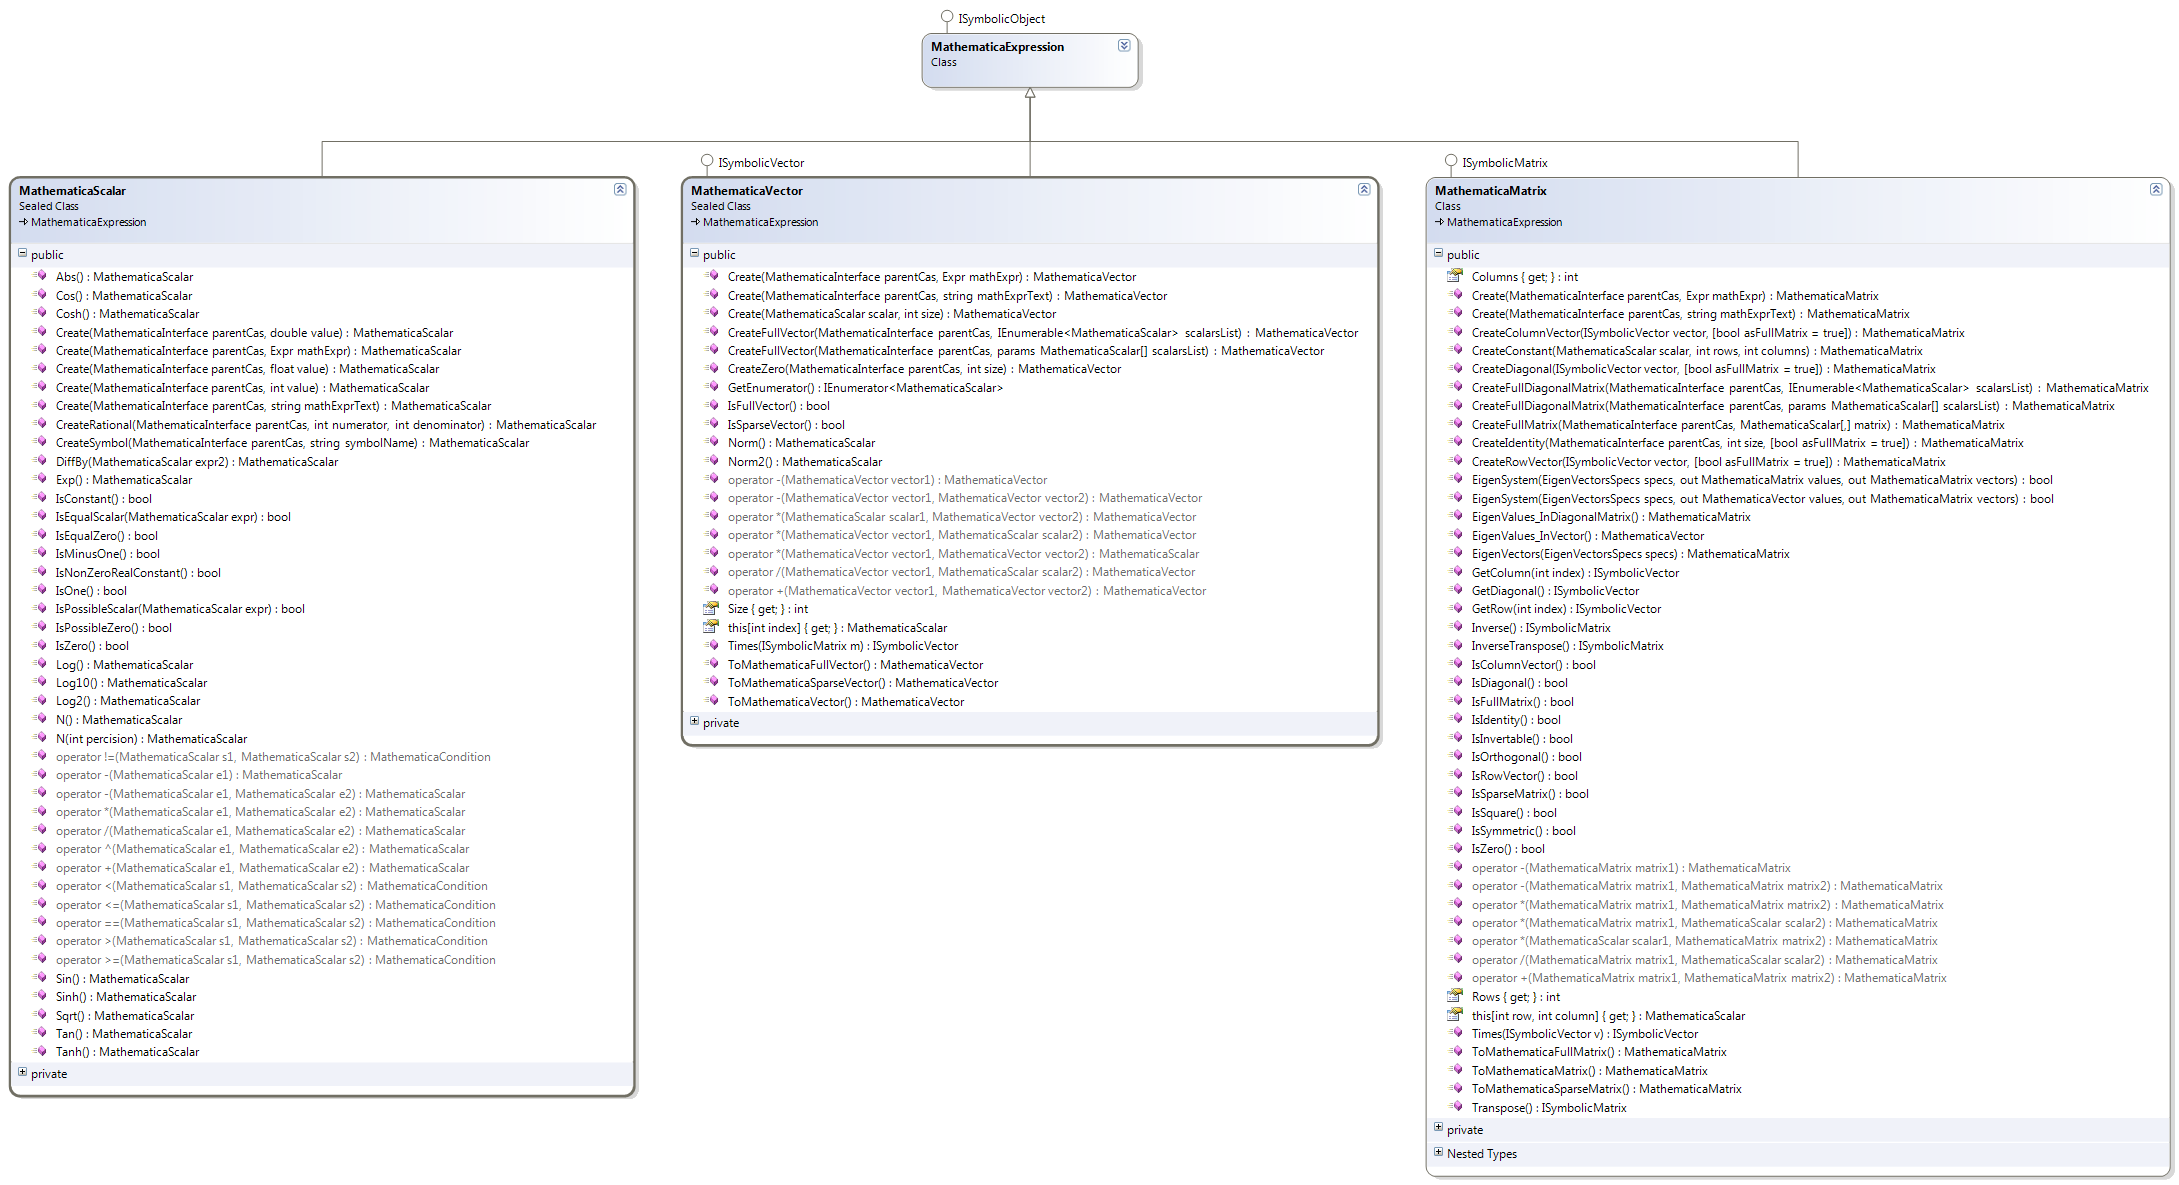 ISymbolicObject
MathematicaExpression
Class
MathematicaScalar
Sealed Class
MathematicaExpression
public
Abs() : MathematicaScalar
Cos() : MathematicaScalar
Cosh() : MathematicaScalar
Create(MathematicaInterface parentCas, double value) : MathematicaScalar
Create(MathematicaInterface parentCas, Expr mathExpr) : MathematicaScalar
Create(MathematicaInterface parentCas, float value) : MathematicaScalar
Create(MathematicaInterface parentCas, int value) : MathematicaScalar
Create(MathematicaInterface parentCas, string mathExprText) : MathematicaScalar
CreateRational(MathematicaInterface parentCas, int numerator, int denominator) : MathematicaScalar
CreateSymbol(MathematicaInterface parentCas, string symbolName) : MathematicaScalar
DiffBy(MathematicaScalar expr2) : MathematicaScalar
Exp() : MathematicaScalar
IsConstant() : bool
IsEqualScalar(MathematicaScalar expr) : bool
IsEqualZero() : bool
IsMinusOne() : bool
IsNonZeroRealConstant() : bool
IsOne() : bool
IsPossibleScalar(MathematicaScalar expr) : bool
IsPossibleZero() : bool
IsZero() : bool
Log() : MathematicaScalar
Log10() : MathematicaScalar
Log2() : MathematicaScalar
N() : MathematicaScalar
N(int percision) : MathematicaScalar
operator !=(MathematicaScalar s1, MathematicaScalar s2) : MathematicaCondition
operator -(MathematicaScalar e1) : MathematicaScalar
operator -(MathematicaScalar e1, MathematicaScalar e2) : MathematicaScalar
operator *(MathematicaScalar e1, MathematicaScalar e2) : MathematicaScalar
operator /(MathematicaScalar e1, MathematicaScalar e2) : MathematicaScalar
operator ^(MathematicaScalar e1, MathematicaScalar e2) : MathematicaScalar
operator +(MathematicaScalar e1, MathematicaScalar e2) : MathematicaScalar
operator <(MathematicaScalar s1, MathematicaScalar s2) : MathematicaCondition
operator <=(MathematicaScalar s1, MathematicaScalar s2) : MathematicaCondition
operator ==(MathematicaScalar s1, MathematicaScalar s2) : MathematicaCondition
operator >(MathematicaScalar s1, MathematicaScalar s2) : MathematicaCondition
operator >=(MathematicaScalar s1, MathematicaScalar s2) : MathematicaCondition
Sin() : MathematicaScalar
Sinh() : MathematicaScalar
Sqrt() : MathematicaScalar
Tan() : MathematicaScalar
Tanh() : MathematicaScalar
private
ISymbolicVector
MathematicaVector
Sealed Class
MathematicaExpression
public
Create(MathematicaInterface parentCas, Expr mathExpr) : MathematicaVector
Create(MathematicaInterface parentCas, string mathExprText) : MathematicaVector
Create(MathematicaScalar scalar, int size) : MathematicaVector
CreateFullVector(MathematicaInterface parentCas, IEnumerable<MathematicaScalar> scalarsList) : MathematicaVector
CreateFullVector(MathematicaInterface parentCas, params MathematicaScalar[] scalarsList) : MathematicaVector
CreateZero(MathematicaInterface parentCas, int size) : MathematicaVector
GetEnumerator() : IEnumerator<MathematicaScalar>
IsFullVector() : bool
IsSparseVector() : bool
Norm() : MathematicaScalar
Norm2() : MathematicaScalar
operator -(MathematicaVector vector1) : MathematicaVector
operator -(MathematicaVector vector1, MathematicaVector vector2) : MathematicaVector
operator *(MathematicaScalar scalar1, MathematicaVector vector2) : MathematicaVector
operator *(MathematicaVector vector1, MathematicaScalar scalar2) : MathematicaVector
operator *(MathematicaVector vector1, MathematicaVector vector2) : MathematicaScalar
operator /(MathematicaVector vector1, MathematicaScalar scalar2) : MathematicaVector
operator +(MathematicaVector vector1, MathematicaVector vector2) : MathematicaVector
Size { get; } : int
this[int index] { get; } : MathematicaScalar
Times(ISymbolicMatrix m) : ISymbolicVector
ToMathematicaFullVector() : MathematicaVector
ToMathematicaSparseVector() : MathematicaVector
ToMathematicaVector() : MathematicaVector
private
ISymbolicMatrix
MathematicaMatrix
Class
MathematicaExpression
public
Columns { get; } : int
Create(MathematicaInterface parentCas, Expr mathExpr) : MathematicaMatrix
Create(MathematicaInterface parentCas, string mathExprText) : MathematicaMatrix
CreateColumnVector(ISymbolicVector vector, [bool asFullMatrix = true]) : MathematicaMatrix
CreateConstant(MathematicaScalar scalar, int rows, int columns) : MathematicaMatrix
CreateDiagonal(ISymbolicVector vector, [bool asFullMatrix = true]) : MathematicaMatrix
CreateFullDiagonalMatrix(MathematicaInterface parentCas, IEnumerable<MathematicaScalar> scalarsList) : MathematicaMatrix
CreateFullDiagonalMatrix(MathematicaInterface parentCas, params MathematicaScalar[] scalarsList) : MathematicaMatrix
CreateFullMatrix(MathematicaInterface parentCas, MathematicaScalar[,] matrix) : MathematicaMatrix
CreateIdentity(MathematicaInterface parentCas, int size, [bool asFullMatrix = true]) : MathematicaMatrix
CreateRowVector(ISymbolicVector vector, [bool asFullMatrix = true]) : MathematicaMatrix
EigenSystem(EigenVectorsSpecs specs, out MathematicaMatrix values, out MathematicaMatrix vectors) : bool
EigenSystem(EigenVectorsSpecs specs, out MathematicaVector values, out MathematicaMatrix vectors) : bool
EigenValues_InDiagonalMatrix() : MathematicaMatrix
EigenValues_InVector() : MathematicaVector
EigenVectors(EigenVectorsSpecs specs) : MathematicaMatrix
GetColumn(int index) : ISymbolicVector
GetDiagonal() : ISymbolicVector
GetRow(int index) : ISymbolicVector
Inverse() : ISymbolicMatrix
InverseTranspose() : ISymbolicMatrix
IsColumnVector() : bool
IsDiagonal() : bool
IsFullMatrix() : bool
IsIdentity() : bool
IsInvertable() : bool
IsOrthogonal() : bool
IsRowVector() : bool
IsSparseMatrix() : bool
IsSquare() : bool
IsSymmetric() : bool
IsZero() : bool
operator -(MathematicaMatrix matrix1) : MathematicaMatrix
operator -(MathematicaMatrix matrix1, MathematicaMatrix matrix2) : MathematicaMatrix
operator *(MathematicaMatrix matrix1, MathematicaMatrix matrix2) : MathematicaMatrix
operator *(MathematicaMatrix matrix1, MathematicaScalar scalar2) : MathematicaMatrix
operator *(MathematicaScalar scalar1, MathematicaMatrix matrix2) : MathematicaMatrix
operator /(MathematicaMatrix matrix1, MathematicaScalar scalar2) : MathematicaMatrix
operator +(MathematicaMatrix matrix1, MathematicaMatrix matrix2) : MathematicaMatrix
Rows { get; } : int
this[int row, int column] { get; } : MathematicaScalar
Times(ISymbolicVector v) : ISymbolicVector
ToMathematicaFullMatrix() : MathematicaMatrix
ToMathematicaMatrix() : MathematicaMatrix
ToMathematicaSparseMatrix() : MathematicaMatrix
Transpose() : ISymbolicMatrix
private
Nested Types